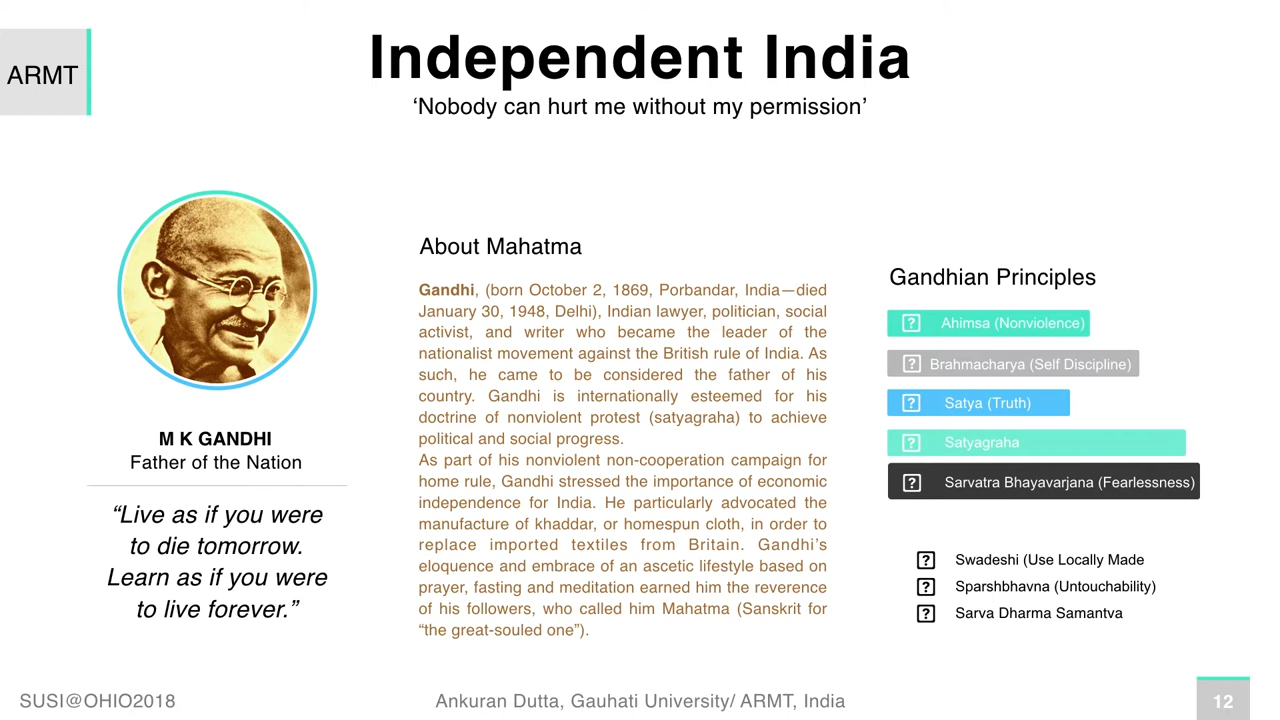 ARMT
Independent India
‘Nobody can hurt me without my permission’
M K GANDHI
Father of the Nation
“Live as if you were
to die tomorrow.
Learn as if you were
to live forever.”
About Mahatma
Gandhi, (born October 2, 1869, Porbandar, India—died
January 30, 1948, Delhi), Indian lawyer, politician, social
activist, and writer who became the leader of the
nationalist movement against the British rule of India. As
such, he came to be considered the father of his
country. Gandhi is internationally esteemed for his
doctrine of nonviolent protest (satyagraha) to achieve
political and social progress.
As part of his nonviolent non-cooperation campaign for
home rule, Gandhi stressed the importance of economic
independence for India. He particularly advocated the
manufacture of khaddar, or homespun cloth, in order to
replace imported textiles from Britain. Gandhi’s
eloquence and embrace of an ascetic lifestyle based on
prayer, fasting and meditation earned him the reverence
of his followers, who called him Mahatma (Sanskrit for
“the great-souled one”).
Gandhian Principles
? Ahimsa (Nonviolence)
? Brahmacharya (Self Discipline)
? Satya (Truth)
? Satyagraha
? Sarvatra Bhayavarjana (Fearlessness)
? Swadeshi (Use Locally Made
? Sparshbhavna (Untouchability)
? Sarva Dharma Samantva
SUSI@OHIO2018
Ankuran Dutta, Gauhati University/ ARMT, India
12